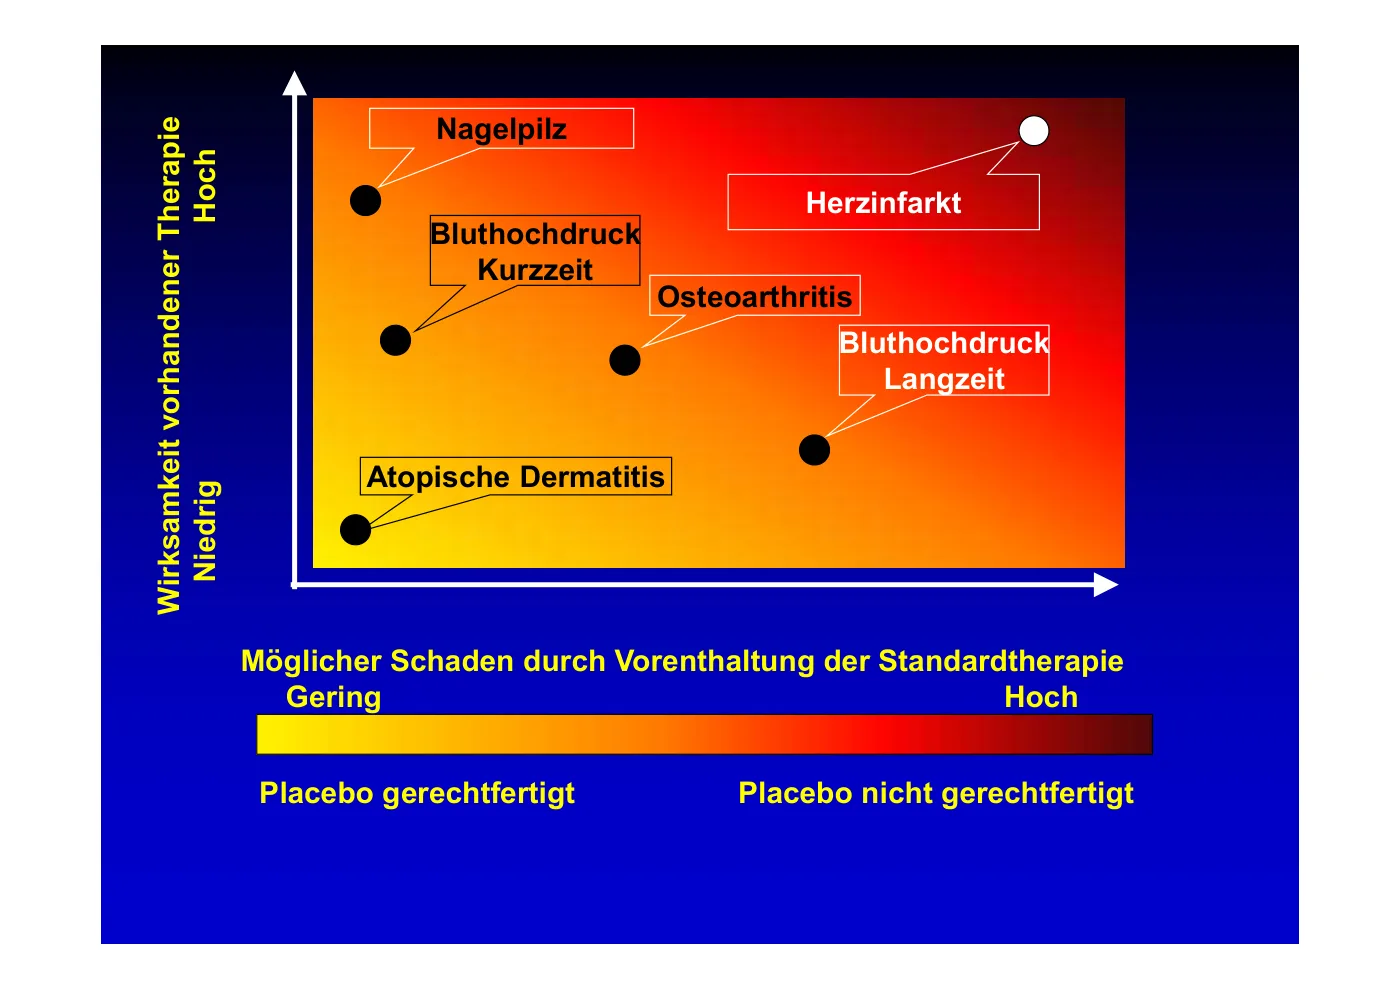 Wirksamkeit vorhandener Therapie
Niedrig Hoch
Nagelpilz
Herzinfarkt
Bluthochdruck
Kurzzeit
Osteoarthritis
Bluthochdruck
Langzeit
Atopische Dermatitis
Möglicher Schaden durch Vorenthaltung der Standardtherapie
Gering Hoch
Placebo gerechtfertigt Placebo nicht gerechtfertigt